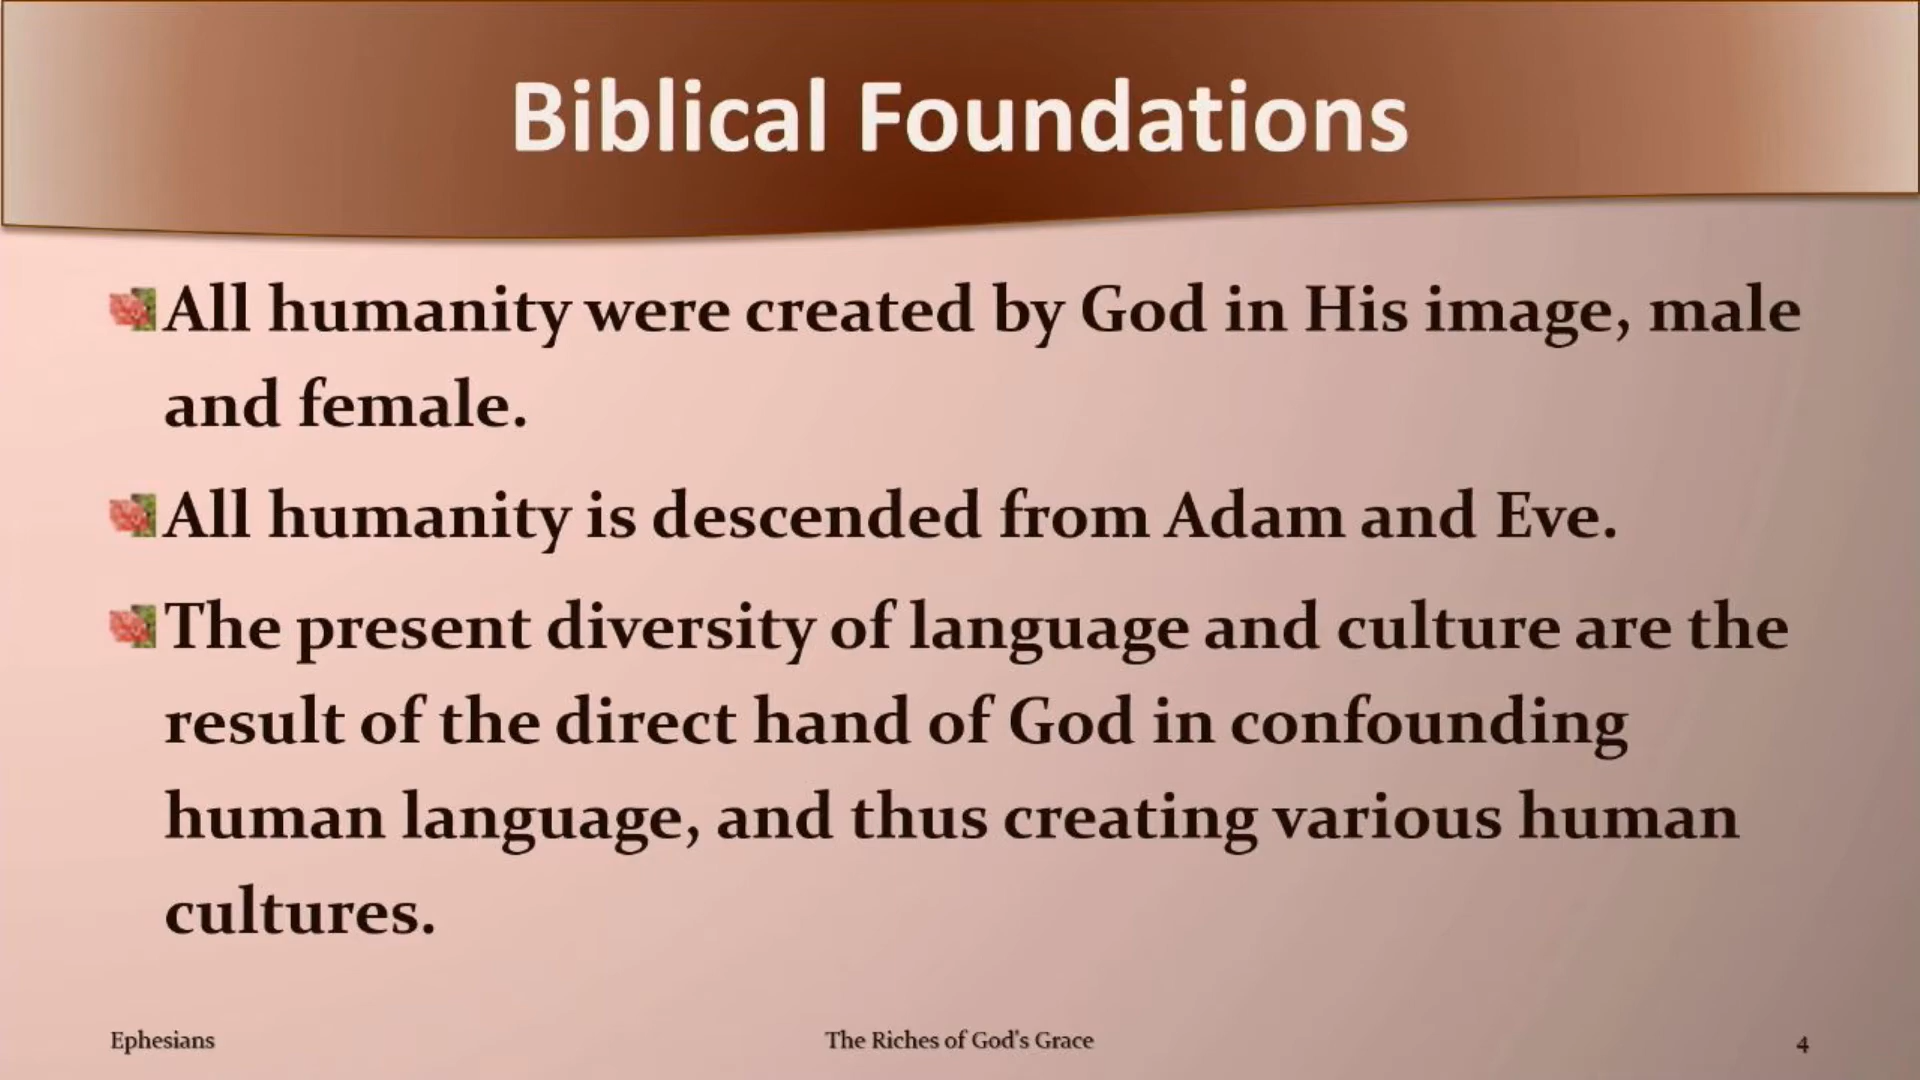 Biblical Foundations
All humanity were created by God in His image, male
and female.
All humanity is descended from Adam and Eve.
The present diversity of language and culture are the
result of the direct hand of God in confounding
human language, and thus creating various human
cultures.
Ephesians
The Riches of God's Grace
4